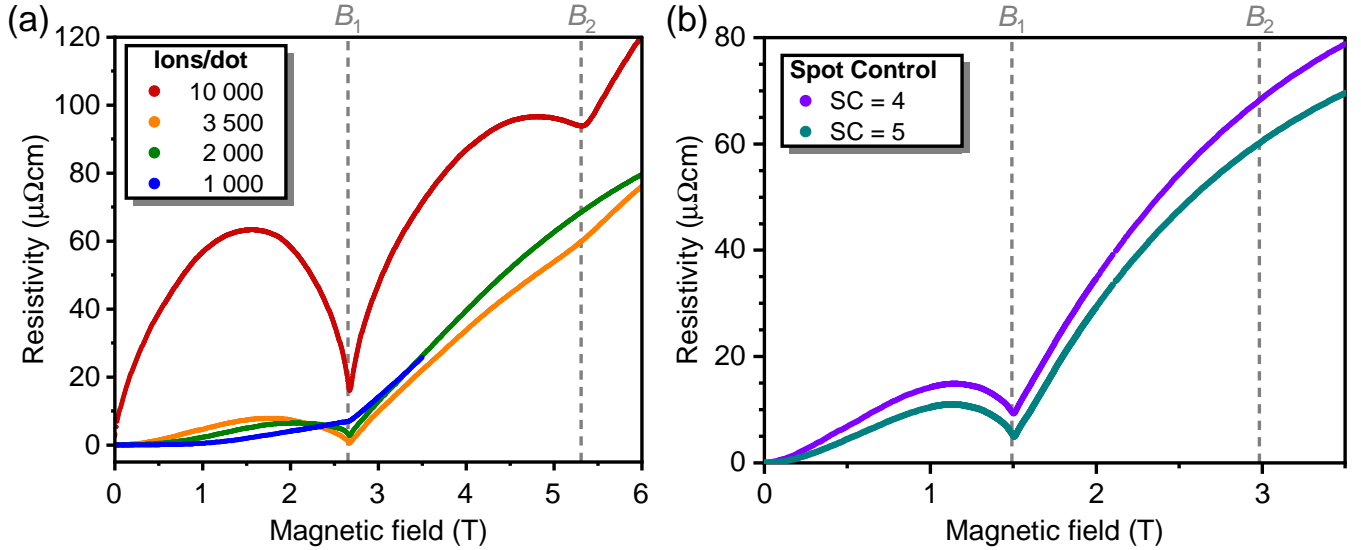 (a)
B₁
B₂
120
100
80
60
40
20
0
Resistivity (μΩcm)
Ions/dot
10 000
3 500
2 000
1 000
0
1
2
3
4
5
6
Magnetic field (T)
(b)
B₁
B₂
80
60
40
20
0
Resistivity (μΩcm)
Spot Control
SC = 4
SC = 5
0
1
2
3
Magnetic field (T)